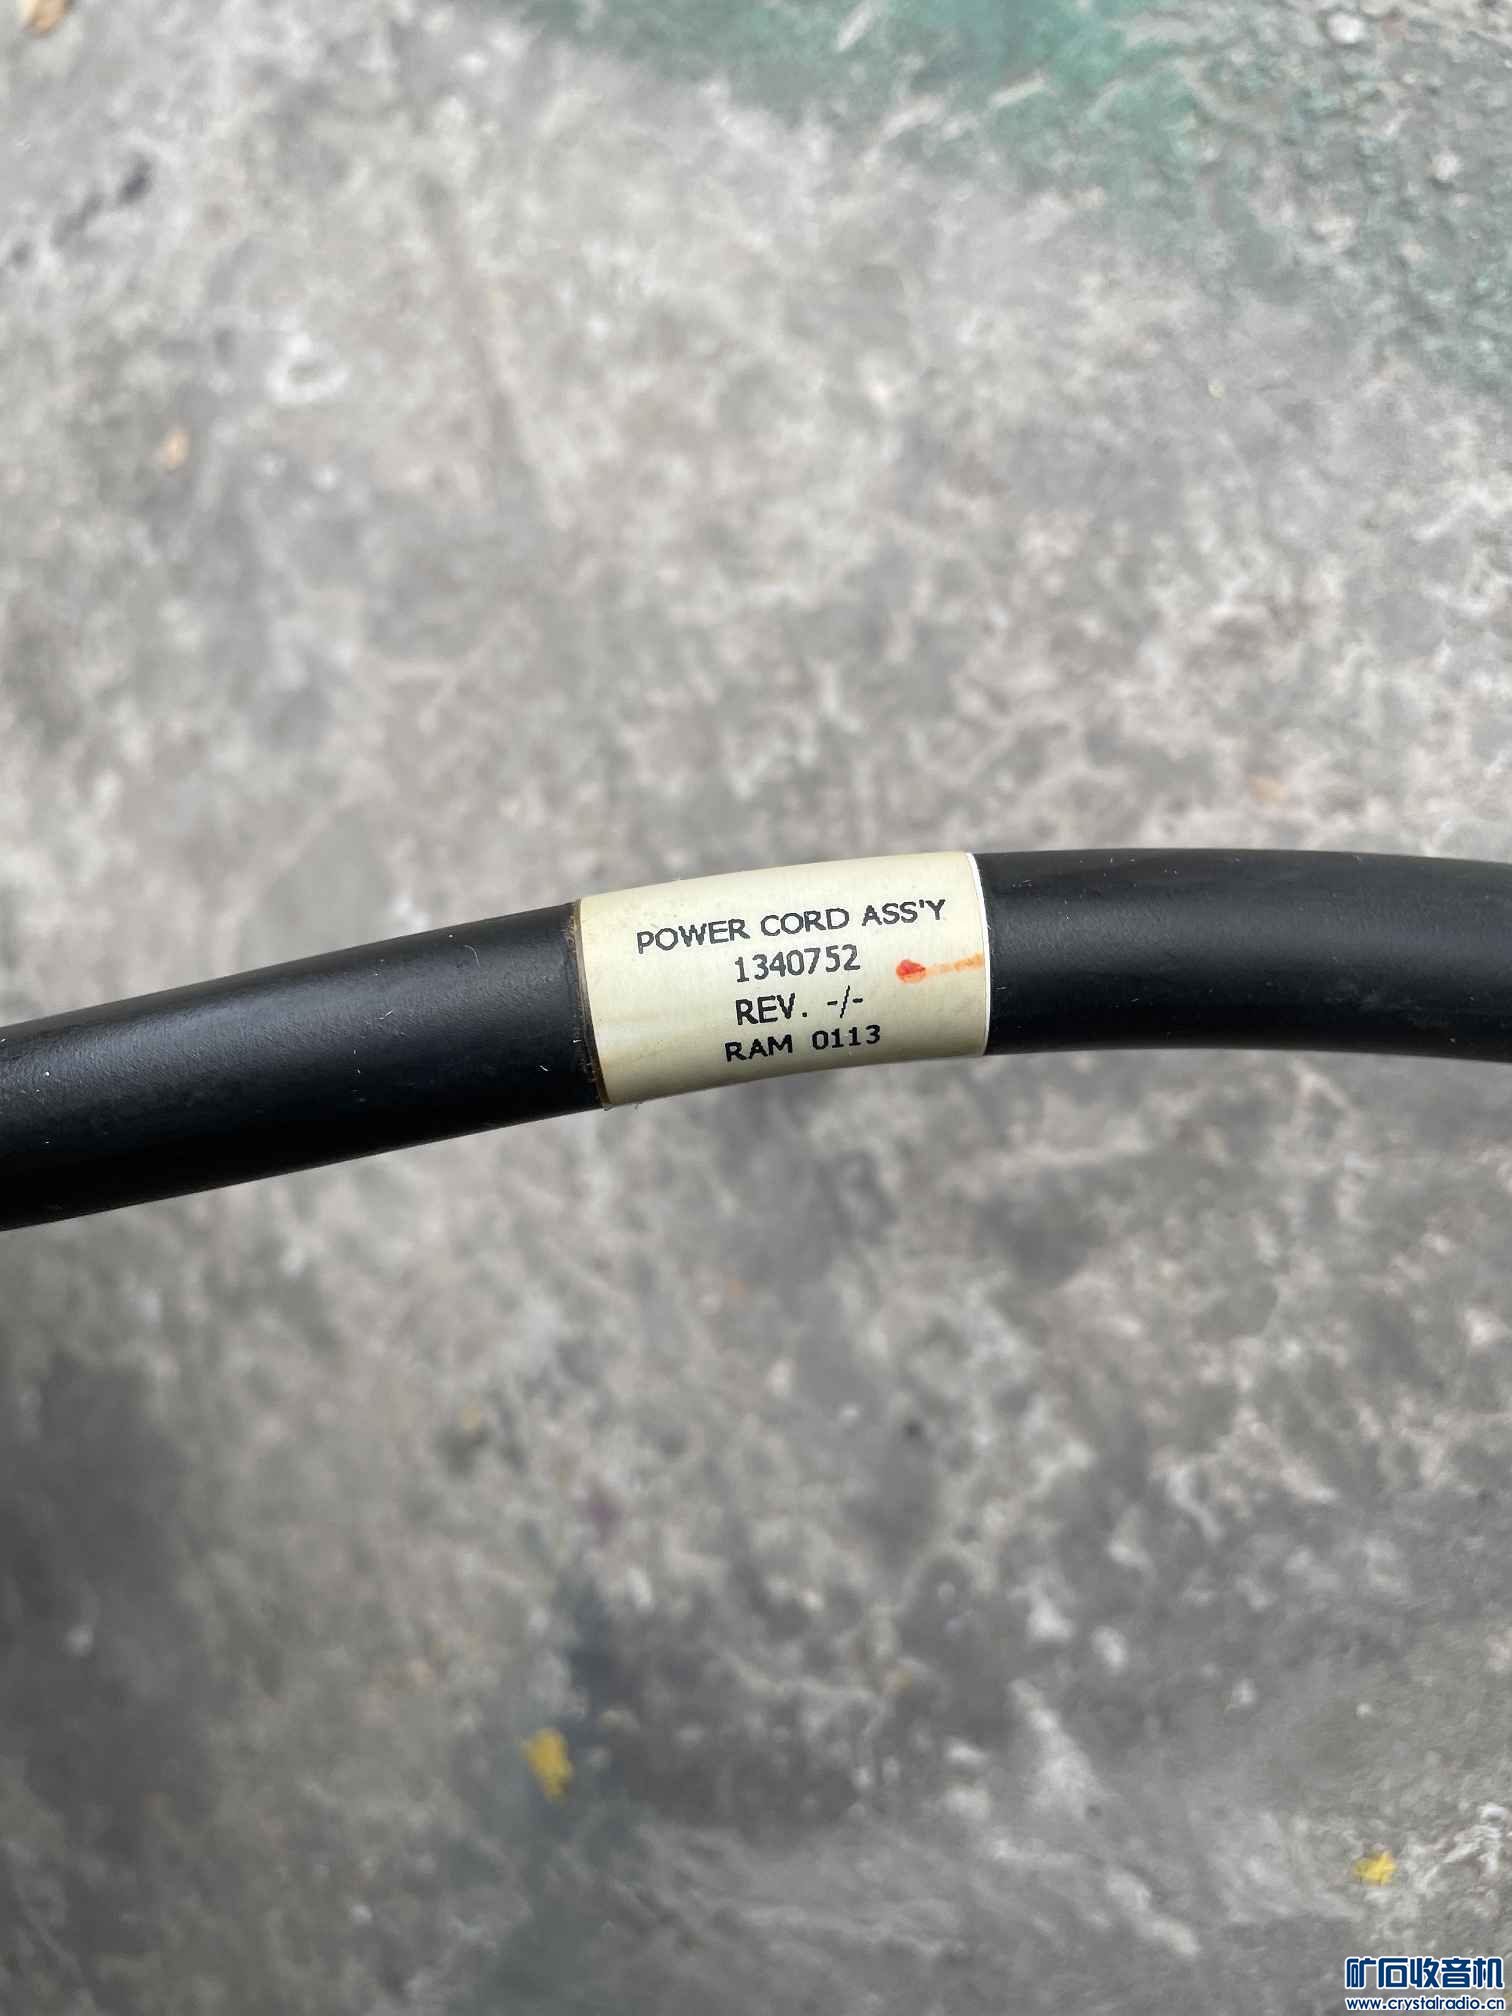 POWER CORD ASS'Y
1340752
REV. -/-
RAM 0113
矿石收音机
www.crystalradio.cn